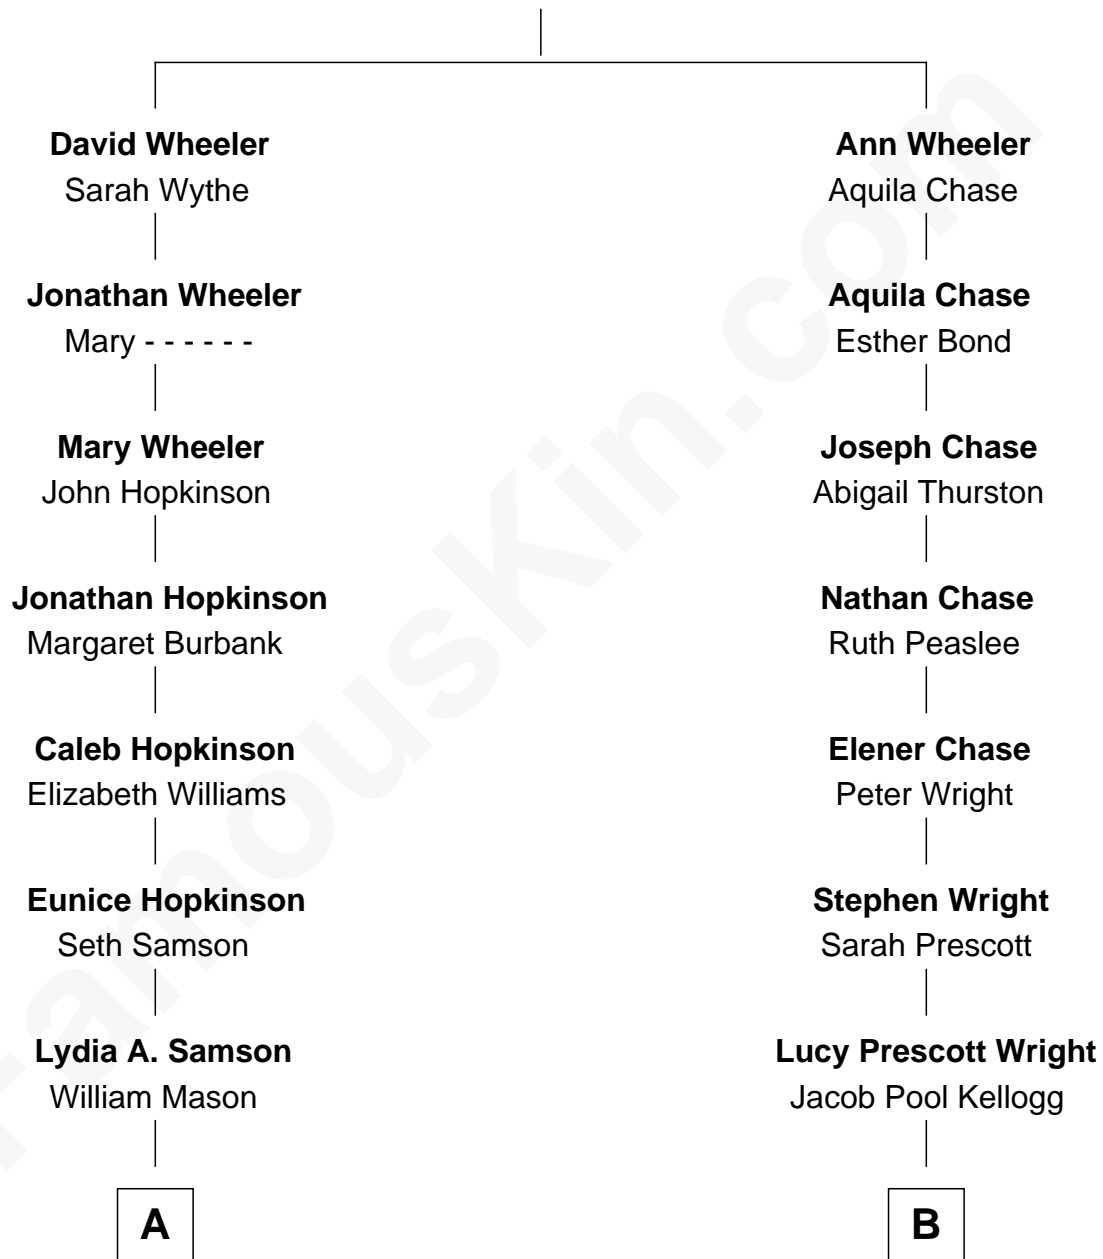 David Wheeler
Sarah Wythe
Ann Wheeler
Aquila Chase
Jonathan Wheeler
Mary - - - - - -
Aquila Chase
Esther Bond
Mary Wheeler
John Hopkinson
Joseph Chase
Abigail Thurston
Jonathan Hopkinson
Margaret Burbank
Nathan Chase
Ruth Peaslee
Caleb Hopkinson
Elizabeth Williams
Elener Chase
Peter Wright
Eunice Hopkinson
Seth Samson
Stephen Wright
Sarah Prescott
Lydia A. Samson
William Mason
Lucy Prescott Wright
Jacob Pool Kellogg
A
B
FamousKin.com